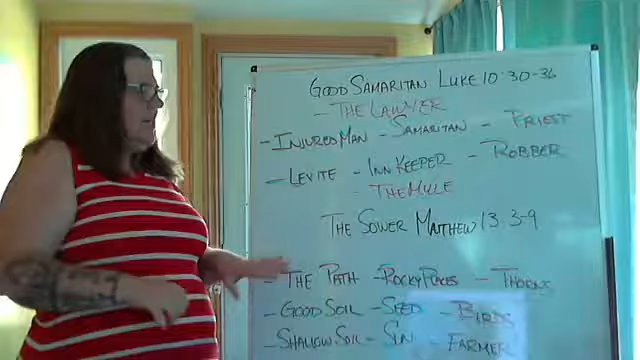 GOOD SAMARITAN LUKE 10:30-36
- THE LAWYER
- INJURED MAN - SAMARITAN - PRIEST
- LEVITE - INN KEEPER - ROBBER
- THE MULE
THE SOWER MATTHEW 13:3-9
- THE PATH - ROCKY PLACES - THORNS
- GOOD SOIL - SEED - BIRDS
- SHALLOW SOIL - SUN - FARMER